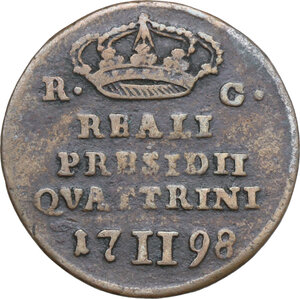 R · C ·
REALI
PRESIDII
QVATTRINI
17 II 98